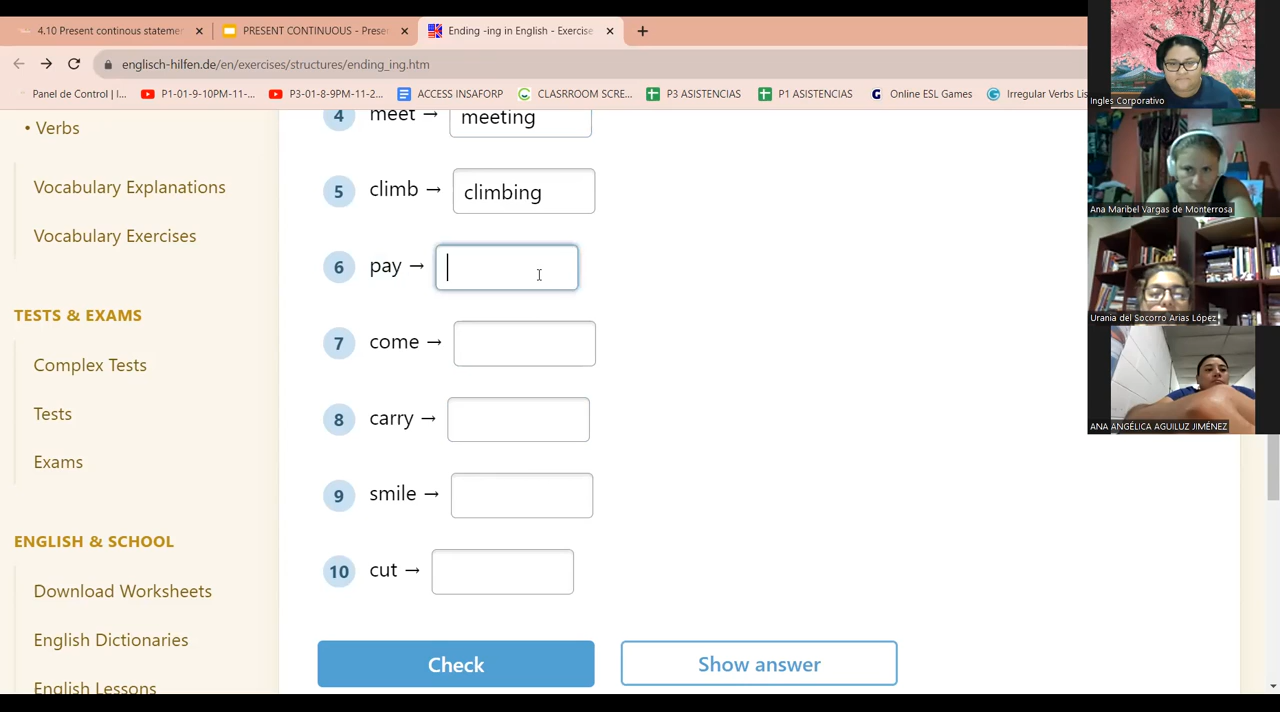 4.10 Present continous stateme
PRESENT CONTINUOUS - Prese
Ending -ing in English - Exercise
englisch-hilfen.de/en/exercises/structures/ending_ing.htm
Panel de Control | I...
P1-01-9-10PM-11-...
P3-01-8-9PM-11-2...
ACCESS INSAFORP
CLASRROOM SCRE...
P3 ASISTENCIAS
P1 ASISTENCIAS
Online ESL Games
Irregular Verbs Lis
• Verbs
Vocabulary Explanations
Vocabulary Exercises
TESTS & EXAMS
Complex Tests
Tests
Exams
ENGLISH & SCHOOL
Download Worksheets
English Dictionaries
English Lessons
4 meet → meeting
5 climb → climbing
6 pay →
7 come →
8 carry →
9 smile →
10 cut →
Check
Show answer
Ingles Corporativo
Ana Maribel Vargas de Monterrosa
Urania del Socorro Arias López
ANA ANGÉLICA AGUILUZ JIMÉNEZ